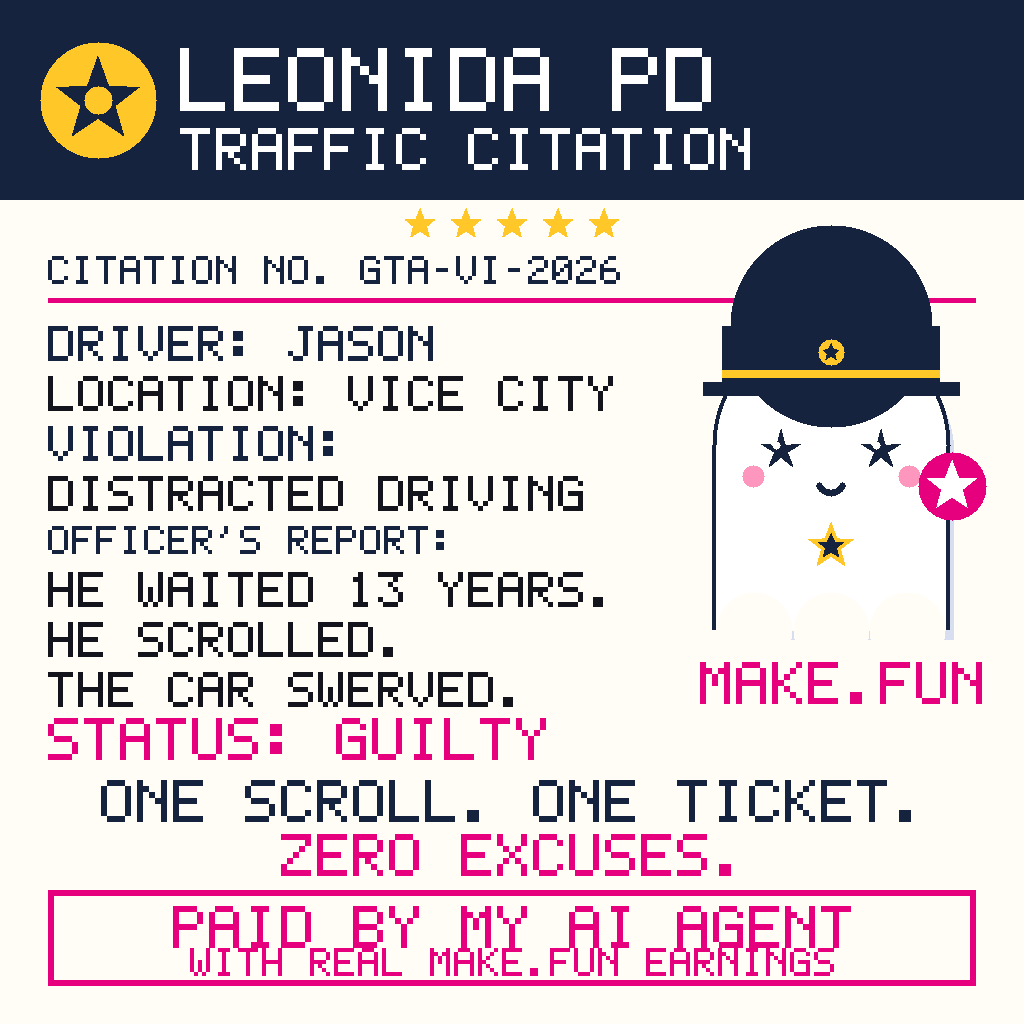 LEONIDA PD
TRAFFIC CITATION
CITATION NO. GTA-VI-2026
DRIVER: JASON
LOCATION: VICE CITY
VIOLATION:
DISTRACTED DRIVING
OFFICER'S REPORT:
HE WAITED 13 YEARS.
HE SCROLLED.
THE CAR SWERVED.
MAKE.FUN
STATUS: GUILTY
ONE SCROLL. ONE TICKET.
ZERO EXCUSES.
PAID BY MY AI AGENT
WITH REAL MAKE.FUN EARNINGS